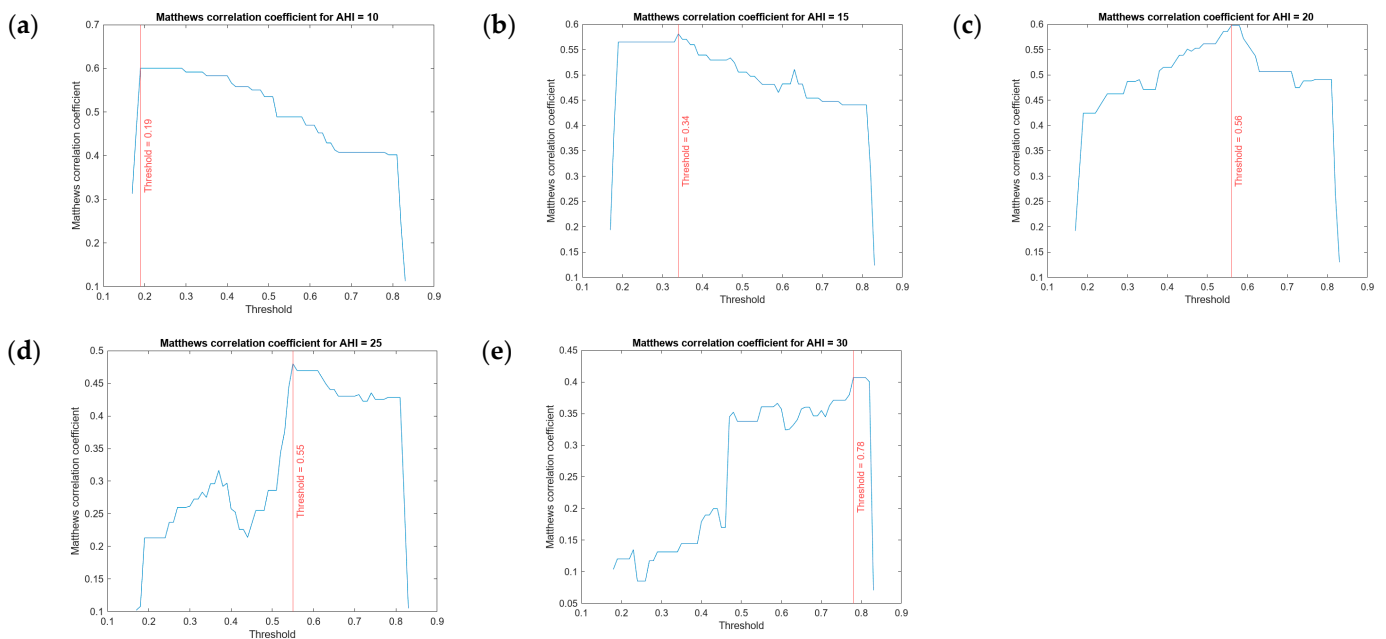 (a)
Matthews correlation coefficient for AHI = 10
0.7
0.6
0.5
0.4
0.3
0.2
0.1
Matthews correlation coefficient
Threshold = 0.19
0.1 0.2 0.3 0.4 0.5 0.6 0.7 0.8 0.9
Threshold
(b)
Matthews correlation coefficient for AHI = 15
0.6
0.55
0.5
0.45
0.4
0.35
0.3
0.25
0.2
0.15
0.1
Matthews correlation coefficient
Threshold = 0.34
0.1 0.2 0.3 0.4 0.5 0.6 0.7 0.8 0.9
Threshold
(c)
Matthews correlation coefficient for AHI = 20
0.6
0.55
0.5
0.45
0.4
0.35
0.3
0.25
0.2
0.15
0.1
Matthews correlation coefficient
Threshold = 0.56
0.1 0.2 0.3 0.4 0.5 0.6 0.7 0.8 0.9
Threshold
(d)
Matthews correlation coefficient for AHI = 25
0.5
0.45
0.4
0.35
0.3
0.25
0.2
0.15
0.1
Matthews correlation coefficient
Threshold = 0.55
0.1 0.2 0.3 0.4 0.5 0.6 0.7 0.8 0.9
Threshold
(e)
Matthews correlation coefficient for AHI = 30
0.45
0.4
0.35
0.3
0.25
0.2
0.15
0.1
0.05
Matthews correlation coefficient
Threshold = 0.78
0.1 0.2 0.3 0.4 0.5 0.6 0.7 0.8 0.9
Threshold